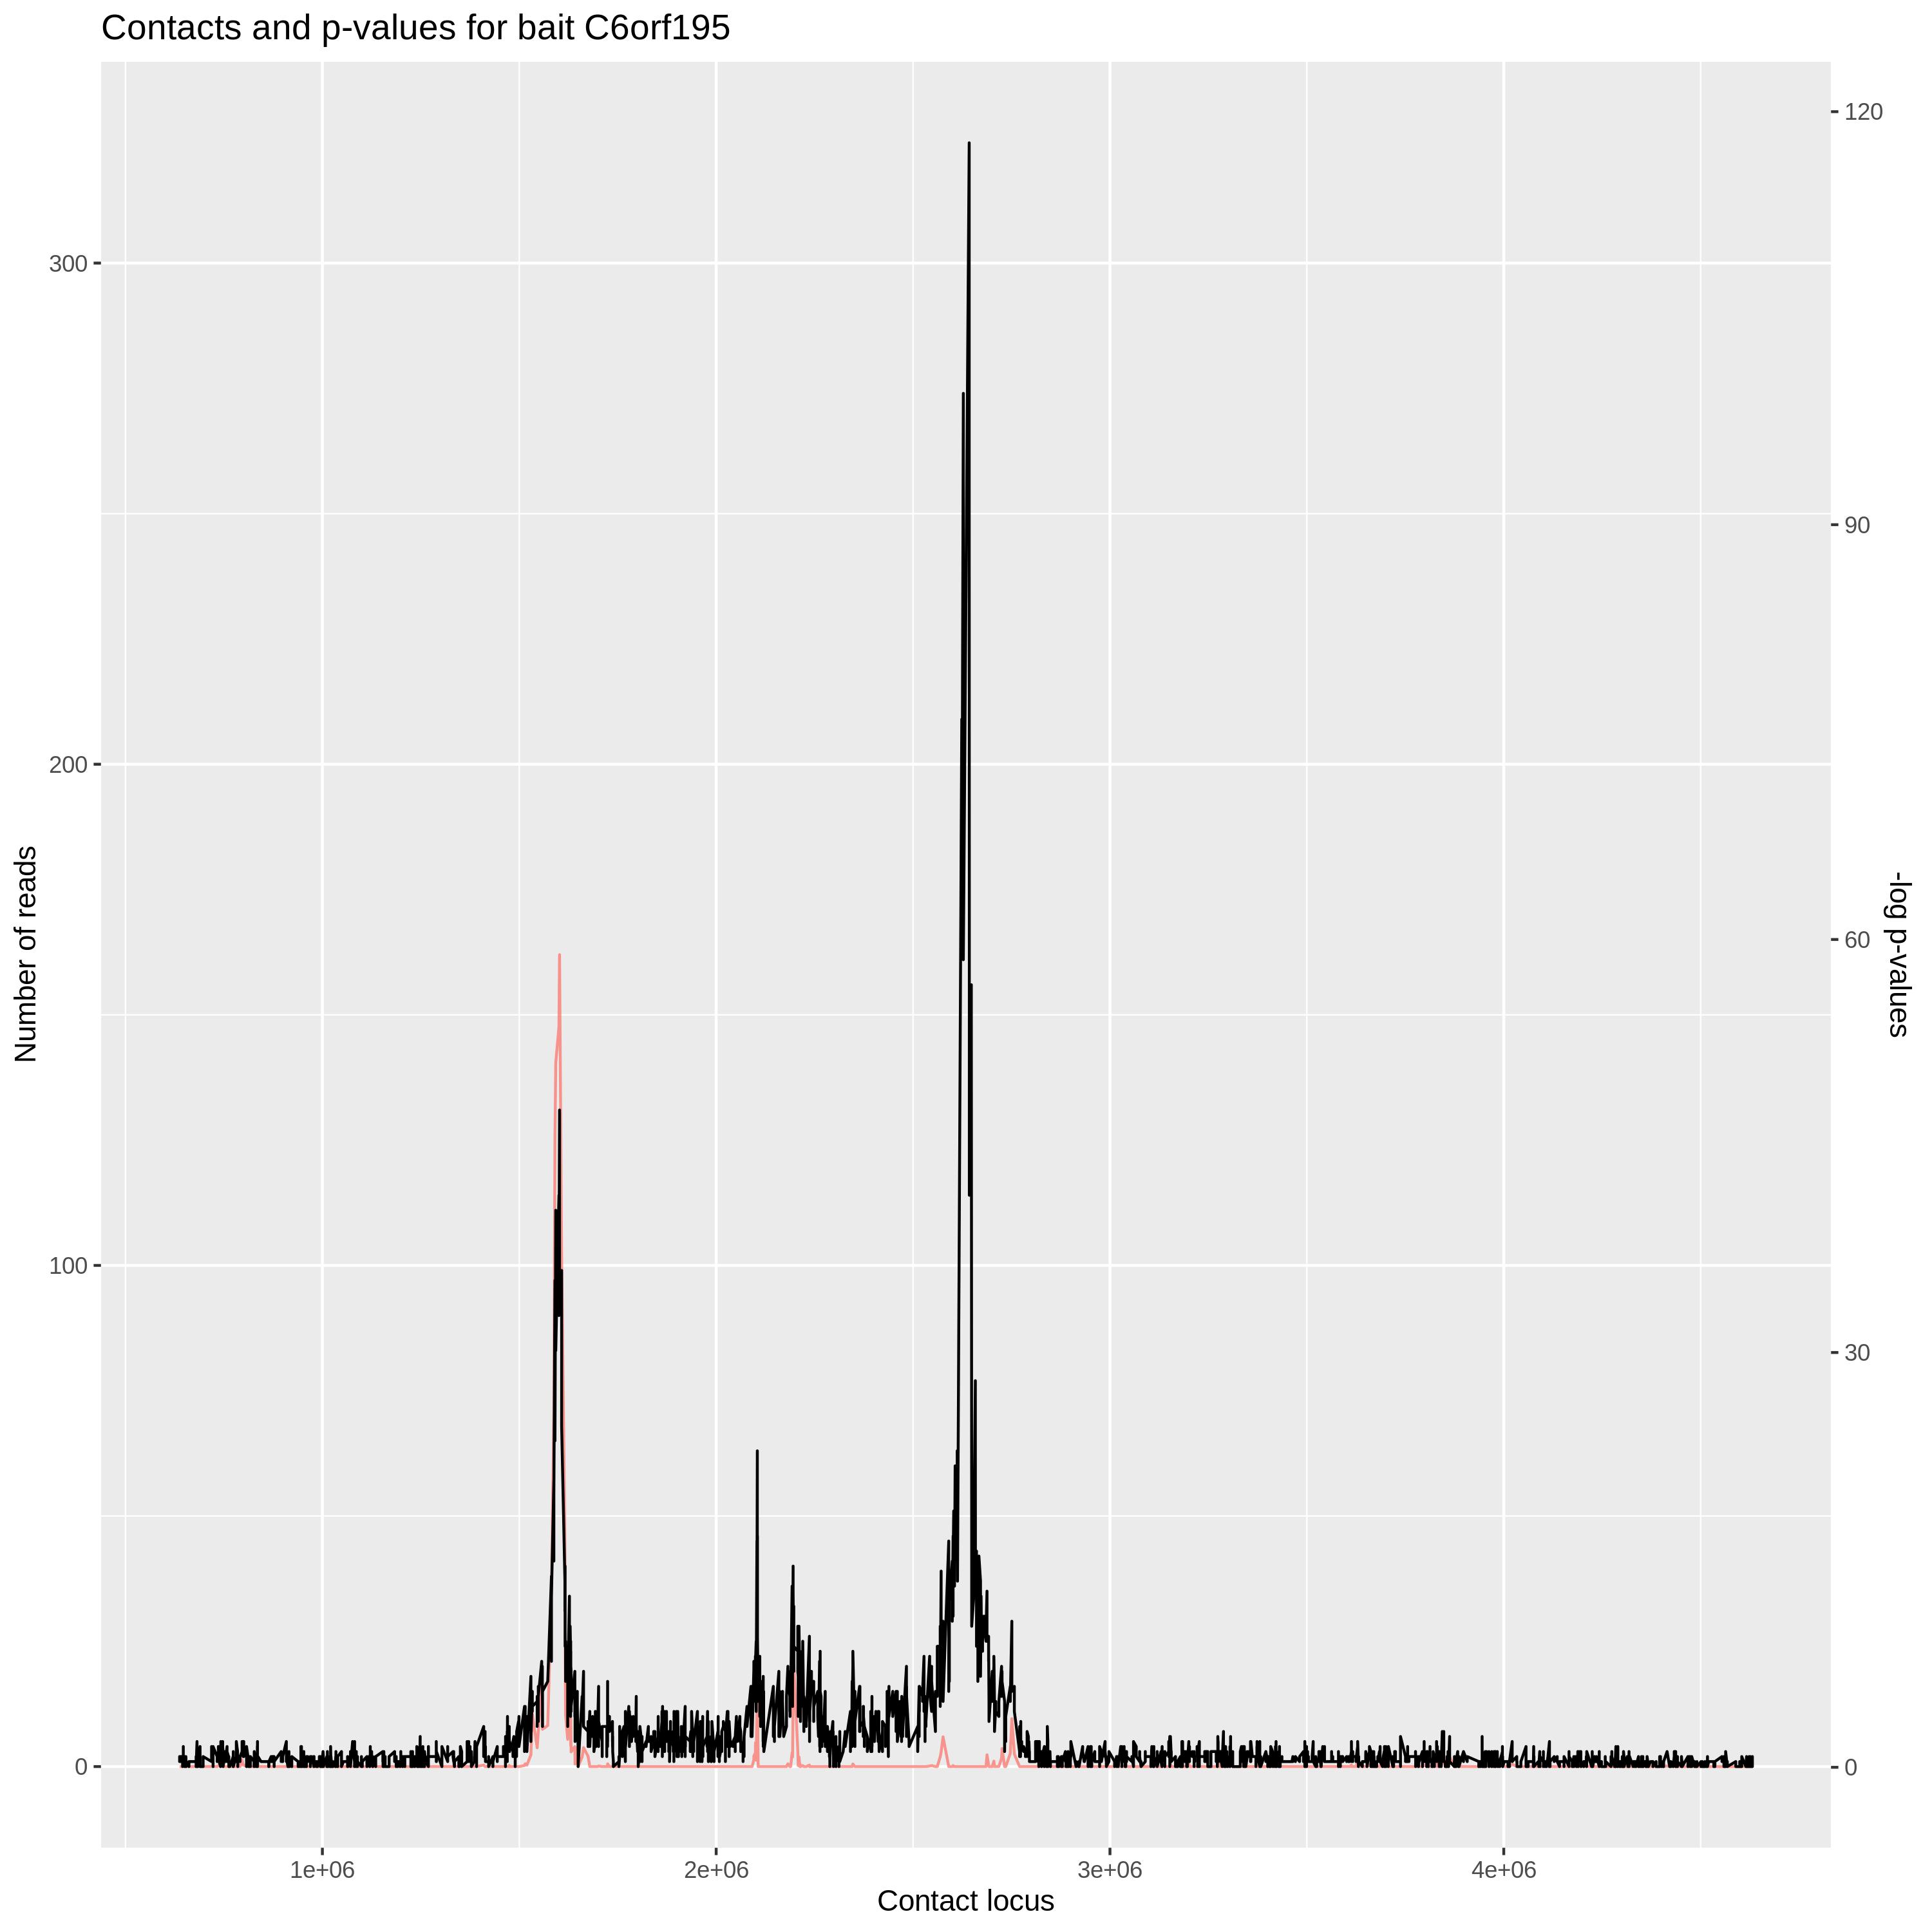 Contacts and p-values for bait C6orf195
Number of reads
300
200
100
0
120
90
60
30
0
-log p-values
1e+06
2e+06
3e+06
4e+06
Contact locus